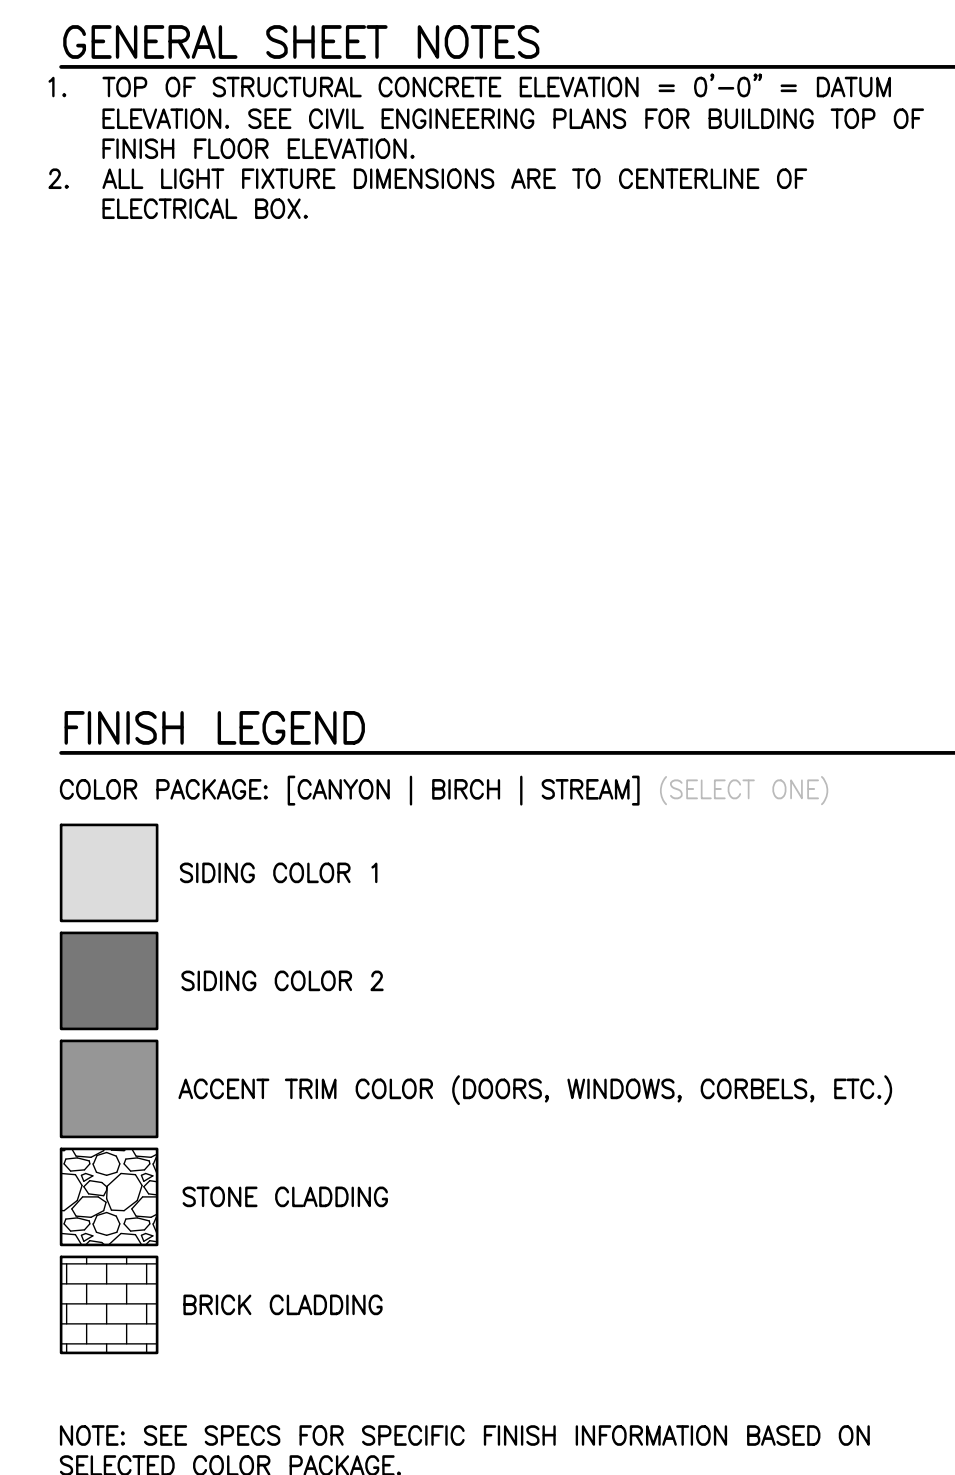 GENERAL SHEET NOTES
1. TOP OF STRUCTURAL CONCRETE ELEVATION = 0'-0" = DATUM
ELEVATION. SEE CIVIL ENGINEERING PLANS FOR BUILDING TOP OF
FINISH FLOOR ELEVATION.
2. ALL LIGHT FIXTURE DIMENSIONS ARE TO CENTERLINE OF
ELECTRICAL BOX.
FINISH LEGEND
COLOR PACKAGE: [CANYON | BIRCH | STREAM] (SELECT ONE)
SIDING COLOR 1
SIDING COLOR 2
ACCENT TRIM COLOR (DOORS, WINDOWS, CORBELS, ETC.)
STONE CLADDING
BRICK CLADDING
NOTE: SEE SPECS FOR SPECIFIC FINISH INFORMATION BASED ON
SELECTED COLOR PACKAGE.